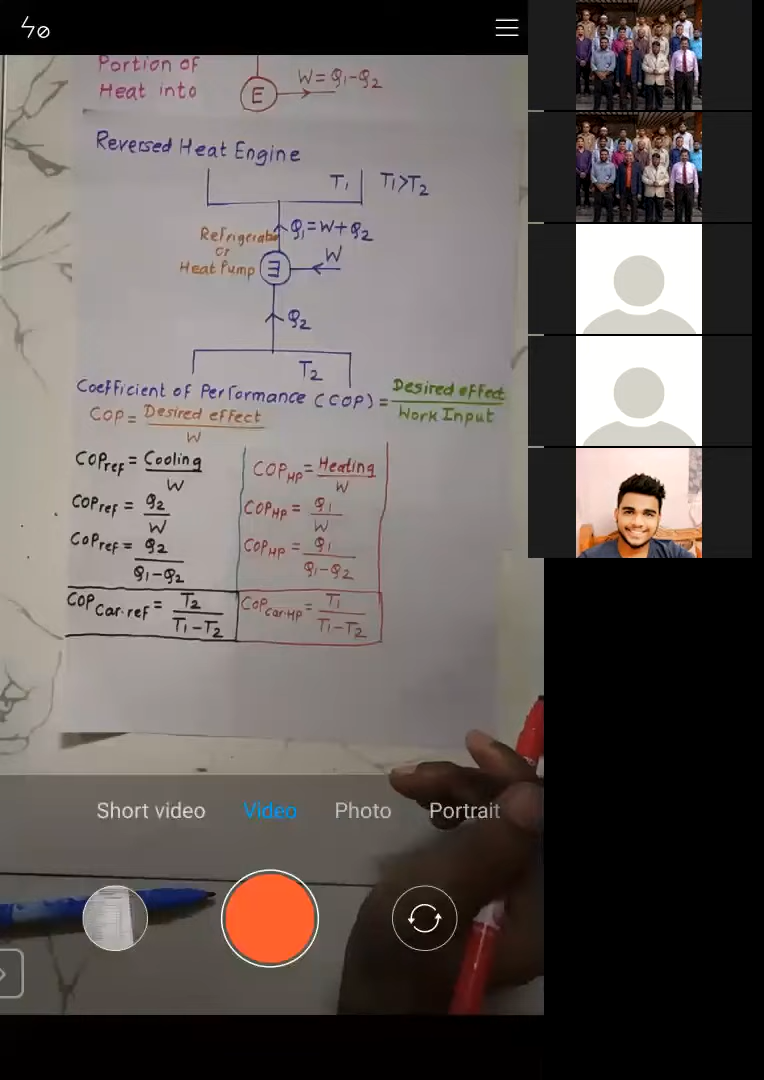 Portion of
Heat into
E
W=Q1-Q2
Reversed Heat Engine
T1
T1>T2
Q1=W+Q2
Refrigerator
or
Heat Pump
W
E
Q2
T2
Coefficient of Performance (COP) = Desired effect / Work Input
COP = Desired effect / W
COPref = Cooling / W
COPHP = Heating / W
COPref = Q2 / W
COPHP = Q1 / W
COPref = Q2 / Q1-Q2
COPHP = Q1 / Q1-Q2
COPCar.ref = T2 / T1-T2
COPCar.HP = T1 / T1-T2
Short video
Video
Photo
Portrait